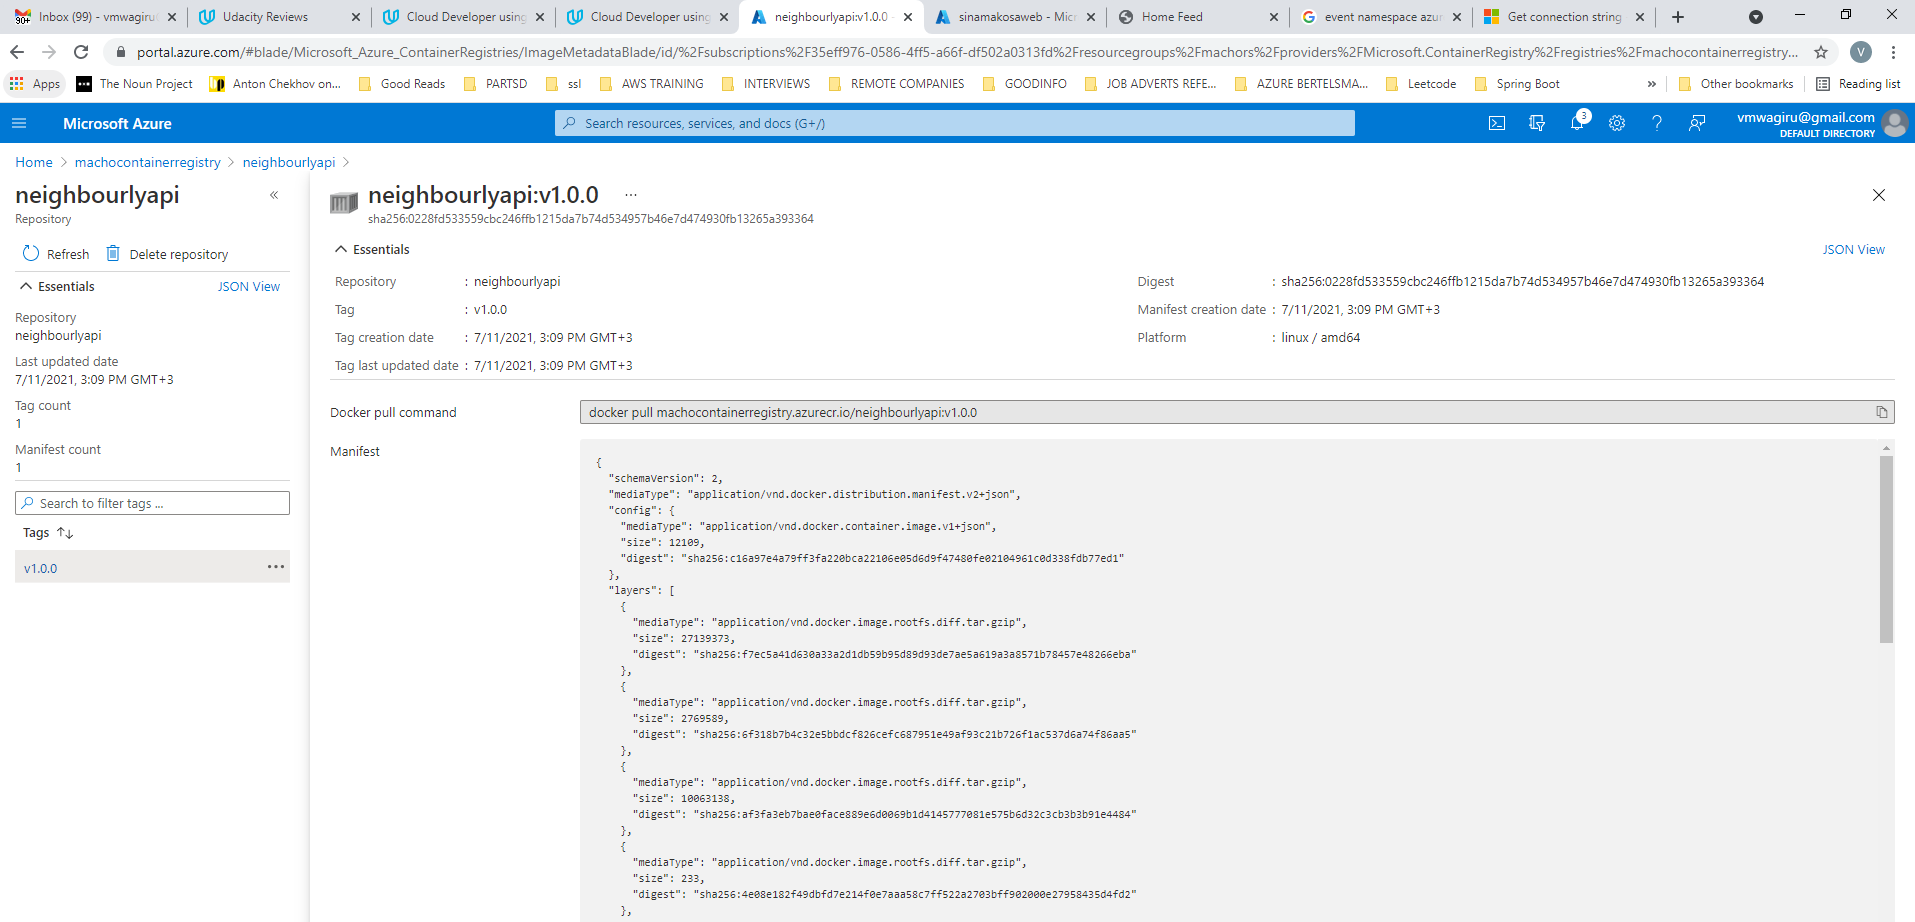 Inbox (99) - vmwagiru
Udacity Reviews
Cloud Developer using
Cloud Developer using
neighbourlyapi:v1.0.0 -
sinamakosaweb - Micr
Home Feed
event namespace azur
Get connection string
portal.azure.com/#blade/Microsoft_Azure_ContainerRegistries/ImageMetadataBlade/id/%2Fsubscriptions%2F35eff976-0586-4ff5-a66f-df502a0313fd%2Fresourcegroups%2Fmachors%2Fproviders%2FMicrosoft.ContainerRegistry%2Fregistries%2Fmachocontainerregistry...
V
Apps
The Noun Project
Anton Chekhov on...
Good Reads
PARTSD
ssl
AWS TRAINING
INTERVIEWS
REMOTE COMPANIES
GOODINFO
JOB ADVERTS REFE...
AZURE BERTELSMA...
Leetcode
Spring Boot
»
Other bookmarks
Reading list
Microsoft Azure
Search resources, services, and docs (G+/)
3
vmwagiru@gmail.com
DEFAULT DIRECTORY
Home > machocontainerregistry > neighbourlyapi >
neighbourlyapi
«
Repository
Refresh
Delete repository
Essentials
JSON View
Repository
neighbourlyapi
Last updated date
7/11/2021, 3:09 PM GMT+3
Tag count
1
Manifest count
1
Search to filter tags ...
Tags ↑↓
v1.0.0
...
neighbourlyapi:v1.0.0
...
sha256:0228fd533559cbc246ffb1215da7b74d534957b46e7d474930fb13265a393364
Essentials
JSON View
Repository : neighbourlyapi
Tag : v1.0.0
Tag creation date : 7/11/2021, 3:09 PM GMT+3
Tag last updated date : 7/11/2021, 3:09 PM GMT+3
Digest : sha256:0228fd533559cbc246ffb1215da7b74d534957b46e7d474930fb13265a393364
Manifest creation date : 7/11/2021, 3:09 PM GMT+3
Platform : linux / amd64
Docker pull command
docker pull machocontainerregistry.azurecr.io/neighbourlyapi:v1.0.0
Manifest
{
"schemaVersion": 2,
"mediaType": "application/vnd.docker.distribution.manifest.v2+json",
"config": {
"mediaType": "application/vnd.docker.container.image.v1+json",
"size": 12109,
"digest": "sha256:c16a97e4a79ff3fa220bca22106e05d6d9f47480fe02104961c0d338fdb77ed1"
},
"layers": [
{
"mediaType": "application/vnd.docker.image.rootfs.diff.tar.gzip",
"size": 27139373,
"digest": "sha256:f7ec5a41d630a33a2d1db59b95d89d93de7ae5a619a3a8571b78457e48266eba"
},
{
"mediaType": "application/vnd.docker.image.rootfs.diff.tar.gzip",
"size": 2769589,
"digest": "sha256:6f318b7b4c32e5bbdcf826cefc687951e49af93c21b726f1ac537d6a74f86aa5"
},
{
"mediaType": "application/vnd.docker.image.rootfs.diff.tar.gzip",
"size": 10063138,
"digest": "sha256:af3fa3eb7bae0face889e6d0069b1d4145777081e575b6d32c3cb3b3b91e4484"
},
{
"mediaType": "application/vnd.docker.image.rootfs.diff.tar.gzip",
"size": 233,
"digest": "sha256:4e08e182f49dbfd7e214f0e7aaa58c7ff522a2703bff902000e27958435d4fd2"
},